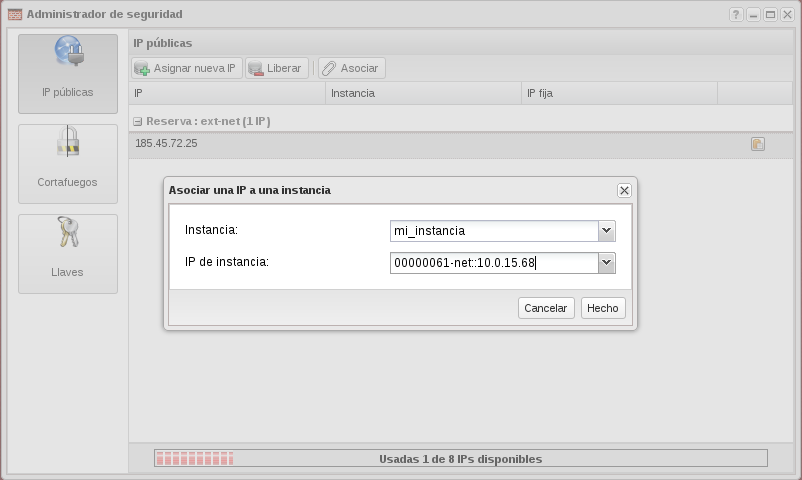 Administrador de seguridad
?
IP públicas
IP públicas
Asignar nueva IP Liberar Asociar
IP Instancia IP fija
Reserva : ext-net (1 IP)
185.45.72.25
Cortafuegos
Llaves
Asociar una IP a una instancia
Instancia: mi_instancia
IP de instancia: 00000061-net::10.0.15.68
Cancelar Hecho
Usadas 1 de 8 IPs disponibles